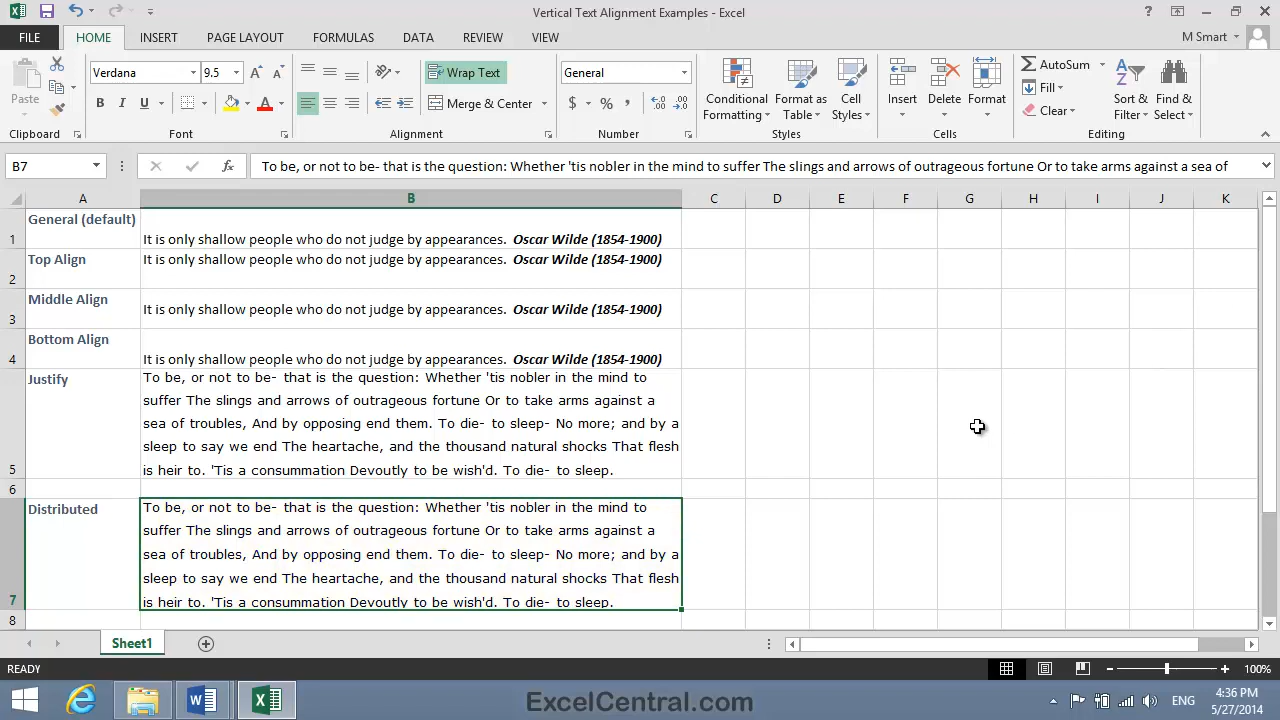 Vertical Text Alignment Examples - Excel
FILE HOME INSERT PAGE LAYOUT FORMULAS DATA REVIEW VIEW M Smart
Paste Verdana 9.5 Wrap Text General AutoSum
B I U Merge & Center $ % , Conditional Formatting Format as Table Cell Styles Insert Delete Format Fill Clear Sort & Filter Find & Select
Clipboard Font Alignment Number Styles Cells Editing
B7 fx To be, or not to be- that is the question: Whether 'tis nobler in the mind to suffer The slings and arrows of outrageous fortune Or to take arms against a sea of
A B C D E F G H I J K
General (default)
1 It is only shallow people who do not judge by appearances. Oscar Wilde (1854-1900)
Top Align It is only shallow people who do not judge by appearances. Oscar Wilde (1854-1900)
2
Middle Align
3 It is only shallow people who do not judge by appearances. Oscar Wilde (1854-1900)
Bottom Align
4 It is only shallow people who do not judge by appearances. Oscar Wilde (1854-1900)
Justify To be, or not to be- that is the question: Whether 'tis nobler in the mind to
suffer The slings and arrows of outrageous fortune Or to take arms against a
sea of troubles, And by opposing end them. To die- to sleep- No more; and by a
sleep to say we end The heartache, and the thousand natural shocks That flesh
5 is heir to. 'Tis a consummation Devoutly to be wish'd. To die- to sleep.
6
Distributed To be, or not to be- that is the question: Whether 'tis nobler in the mind to
suffer The slings and arrows of outrageous fortune Or to take arms against a
sea of troubles, And by opposing end them. To die- to sleep- No more; and by a
sleep to say we end The heartache, and the thousand natural shocks That flesh
7 is heir to. 'Tis a consummation Devoutly to be wish'd. To die- to sleep.
8
Sheet1
READY 100%
ExcelCentral.com ENG 4:36 PM
5/27/2014